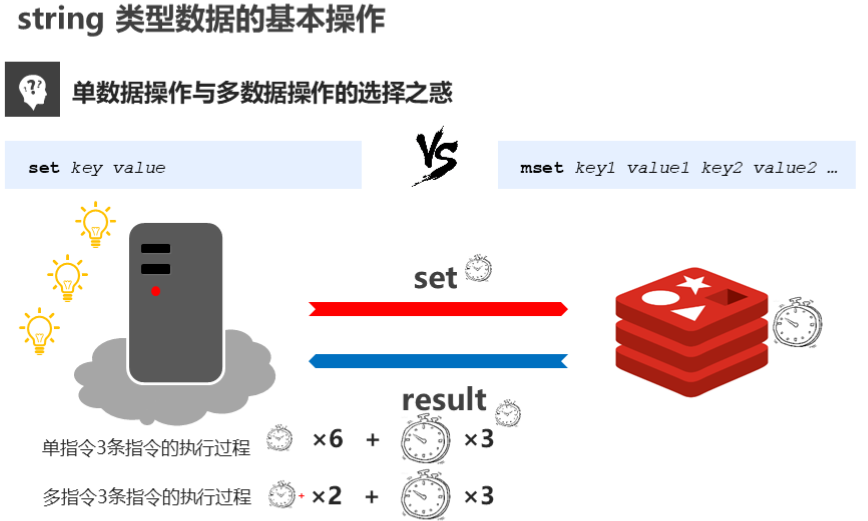 string 类型数据的基本操作
??
单数据操作与多数据操作的选择之惑
set key value
VS
mset key1 value1 key2 value2 …
set
result
单指令3条指令的执行过程 ×6 + ×3
多指令3条指令的执行过程 + ×2 + ×3